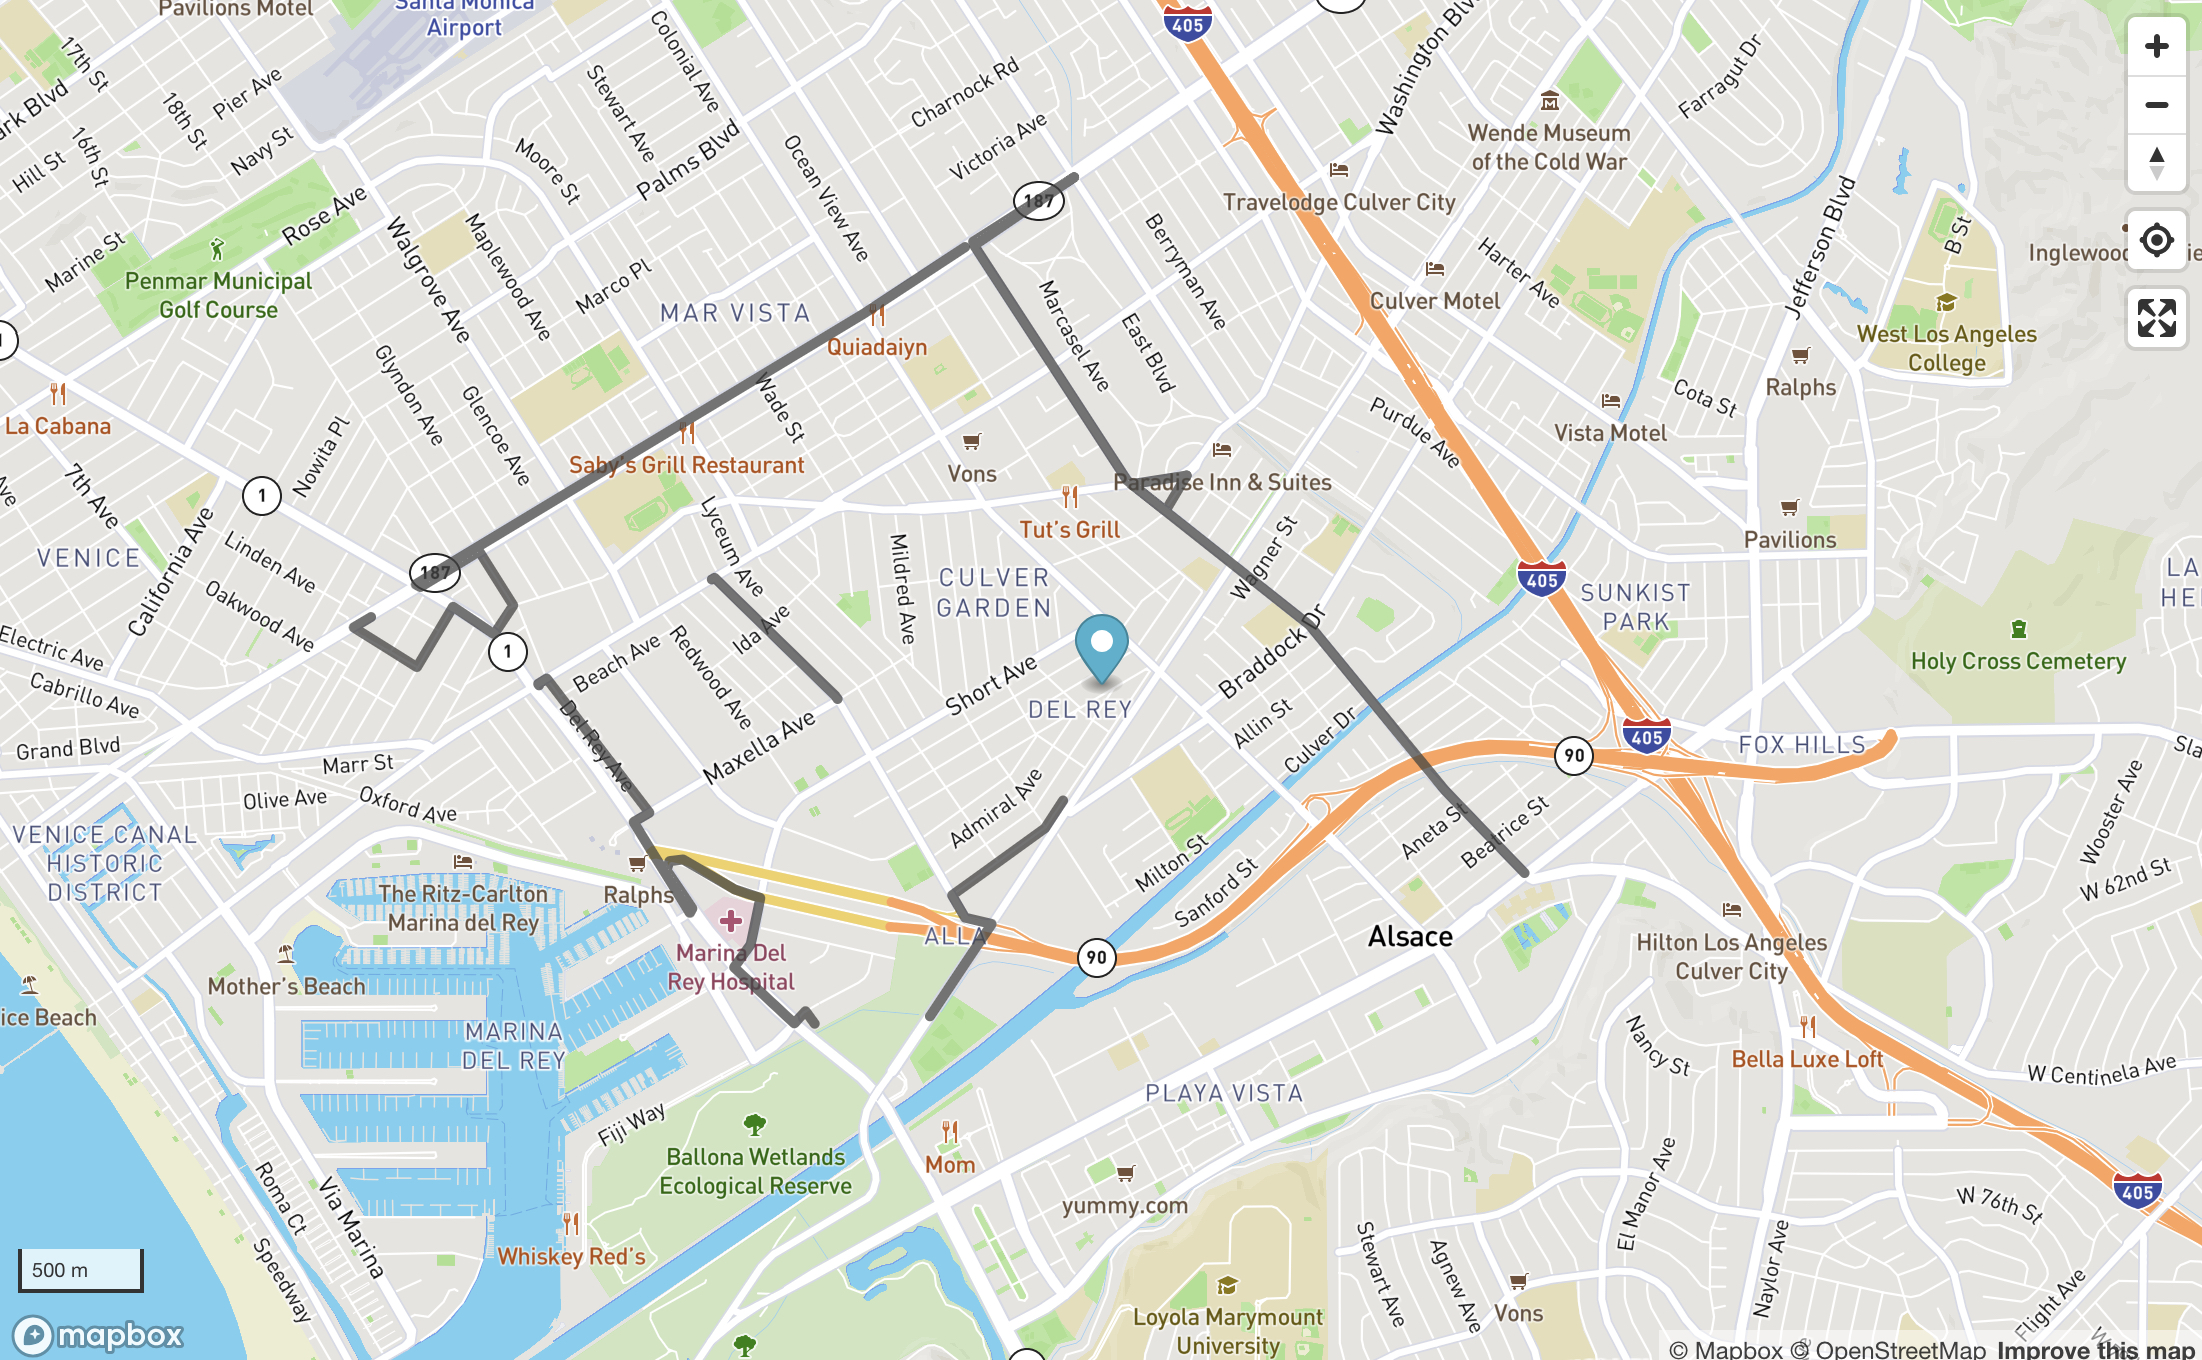 Pavilions Motel
Santa Monica
Airport
405
17th St
Pier Ave
18th St
Navy St
16th St
Hill St
Colonial Ave
Stewart Ave
Charnock Rd
Washington Blvd
Farragut Dr
Wende Museum
of the Cold War
Moore St
Palms Blvd
Ocean View Ave
Victoria Ave
Travelodge Culver City
187
Rose Ave
Marine St
Walgrove Ave
Maplewood Ave
Marco Pl
Berryman Ave
Harter Ave
Jefferson Blvd
B St
Penmar Municipal
Golf Course
MAR VISTA
Quiadaiyn
Marcasel Ave
East Blvd
Culver Motel
West Los Angeles
College
Ralphs
La Cabana
Glyndon Ave
Glencoe Ave
Nowita Pl
Wade St
Saby's Grill Restaurant
Vons
Purdue Ave
Cota St
Vista Motel
Paradise Inn & Suites
1
7th Ave
Tut's Grill
Lyceum Ave
Mildred Ave
Wagner St
Pavilions
VENICE
California Ave
Linden Ave
Oakwood Ave
187
CULVER
GARDEN
405
SUNKIST
PARK
Electric Ave
Cabrillo Ave
1
Beach Ave
Redwood Ave
Ida Ave
Short Ave
DEL REY
Braddock Dr
Allin St
Culver Dr
Holy Cross Cemetery
Grand Blvd
Marr St
Del Rey Ave
Maxella Ave
90
405
FOX HILLS
Olive Ave
Oxford Ave
Admiral Ave
Aneta St
Beatrice St
Wooster Ave
VENICE CANAL
HISTORIC
DISTRICT
The Ritz-Carlton
Marina del Rey
Ralphs
Milton St
Sanford St
W 62nd St
Alsace
Marina Del
Rey Hospital
90
Hilton Los Angeles
Culver City
Mother's Beach
MARINA
DEL REY
Nancy St
Bella Luxe Loft
W Centinela Ave
PLAYA VISTA
Fiji Way
Ballona Wetlands
Ecological Reserve
Mom
yummy.com
El Manor Ave
405
W 76th St
Roma Ct
Via Marina
Speedway
Whiskey Red's
Stewart Ave
Agnew Ave
Naylor Ave
Flight Ave
Vons
Loyola Marymount
University
500 m
mapbox
© Mapbox © OpenStreetMap Improve this map